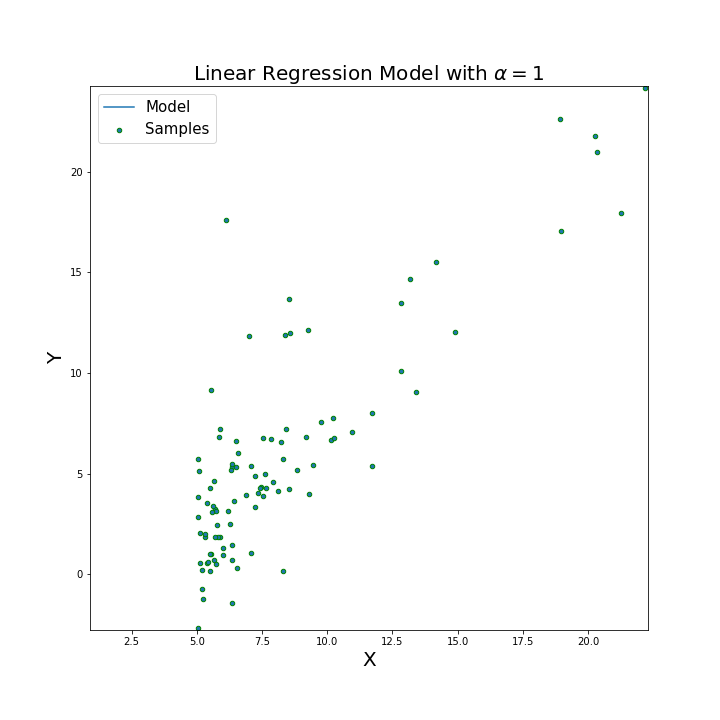 Linear Regression Model with α = 1
Model
Samples
Y
20
15
10
5
0
2.5 5.0 7.5 10.0 12.5 15.0 17.5 20.0
X